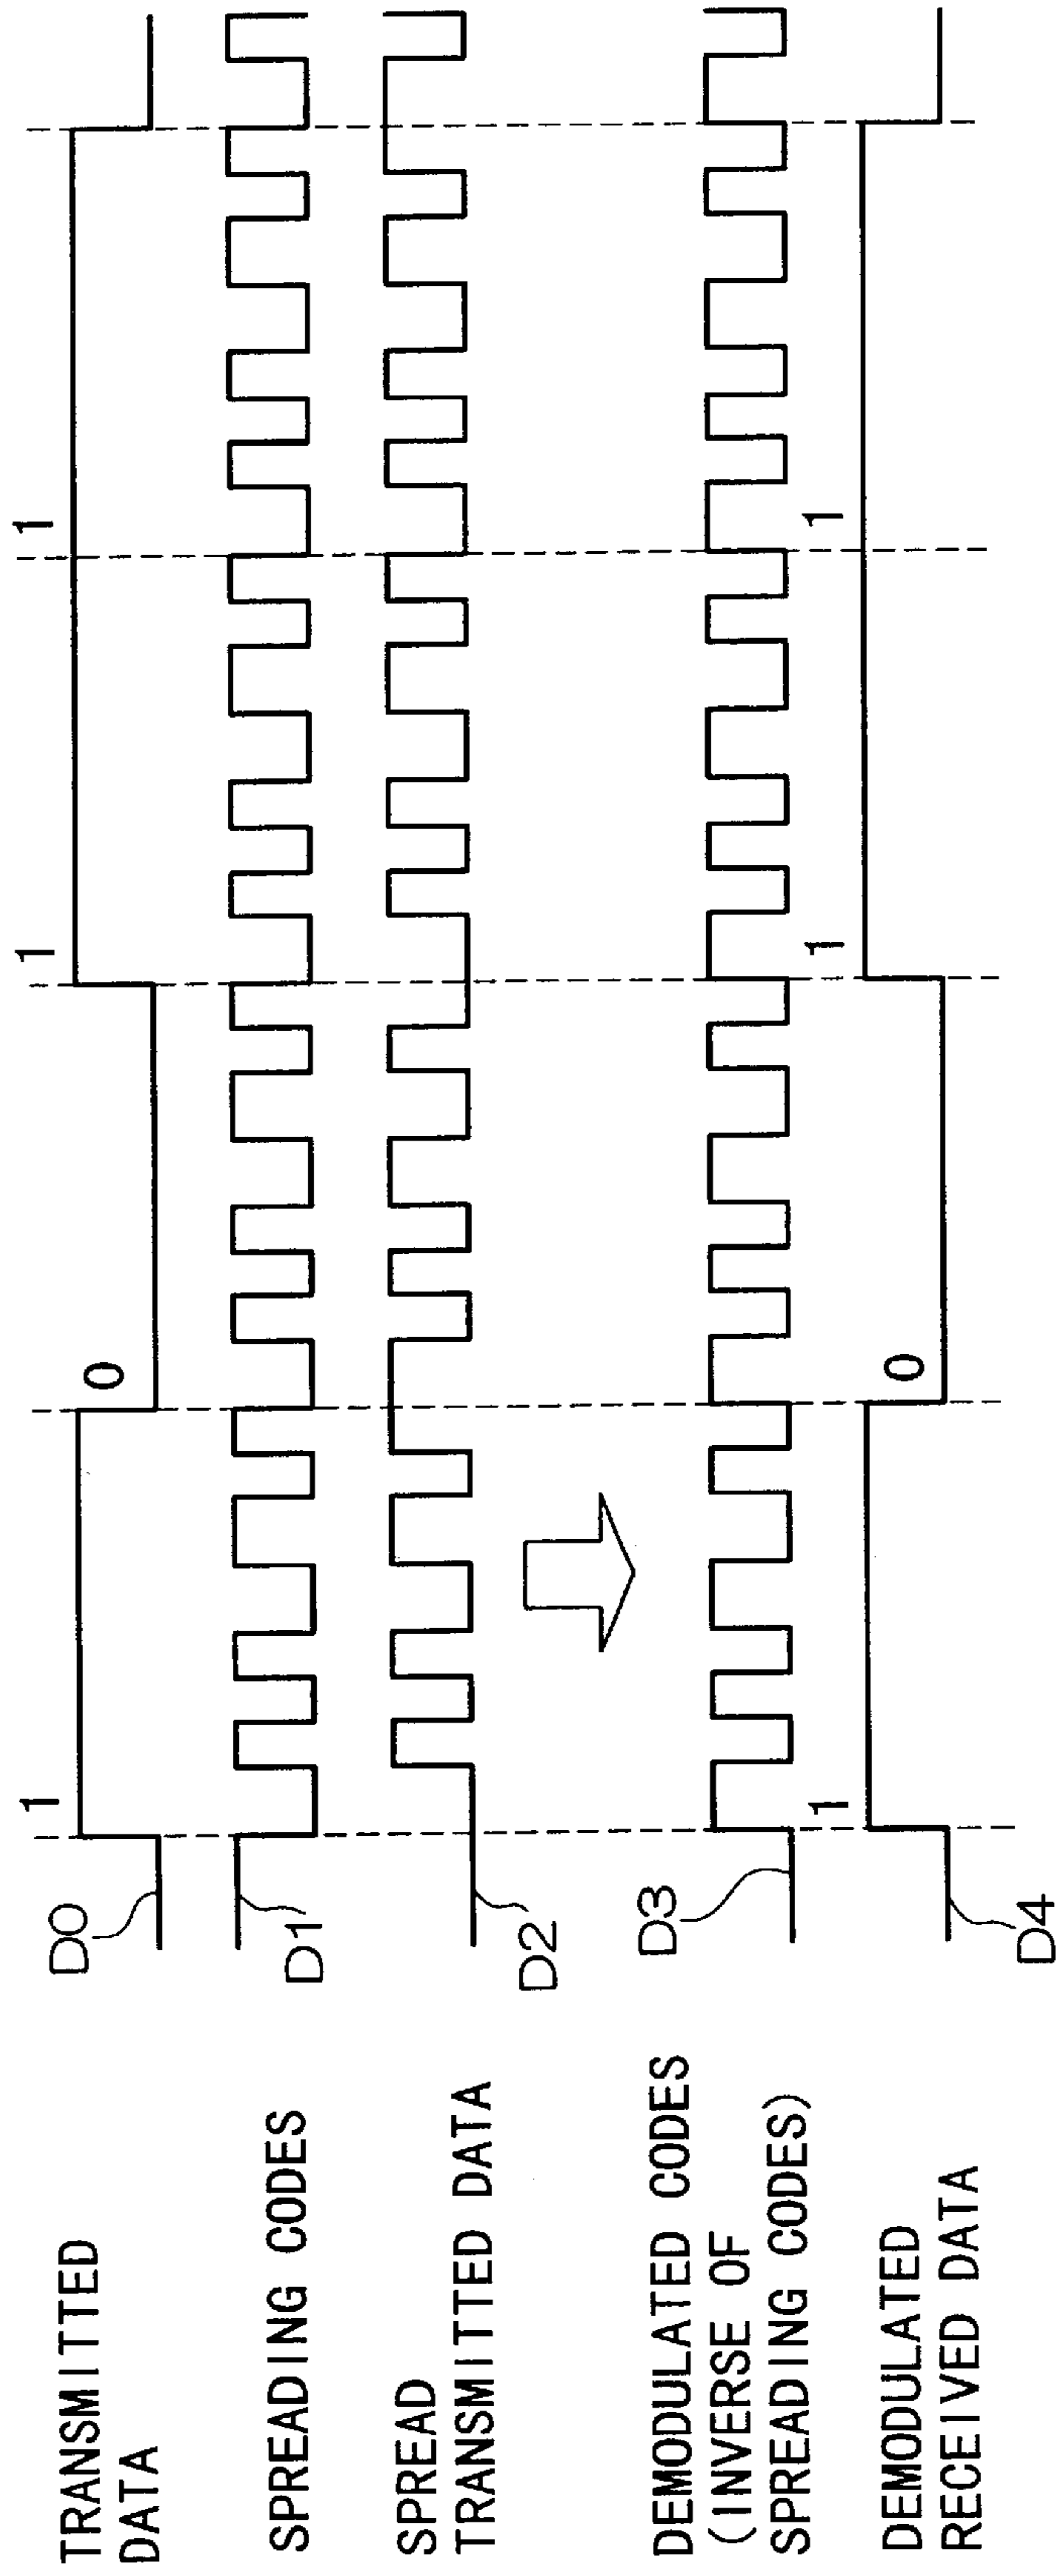 TRANSMITTED
DATA
D0
1
0
1
1
SPREADING CODES
D1
SPREAD
TRANSMITTED DATA
D2
DEMODULATED CODES
(INVERSE OF
SPREADING CODES)
D3
DEMODULATED
RECEIVED DATA
D4
1
0
1
1